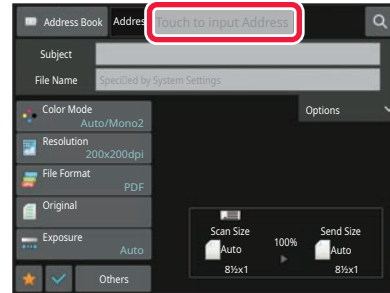 Address Book Addres Touch to input Address
Subject
File Name Specified by System Settings
Color Mode
Auto/Mono2
Options
Resolution
200x200dpi
File Format
PDF
Original
Exposure
Auto
Scan Size
Auto
8½x1
100%
Send Size
Auto
8½x1
Others